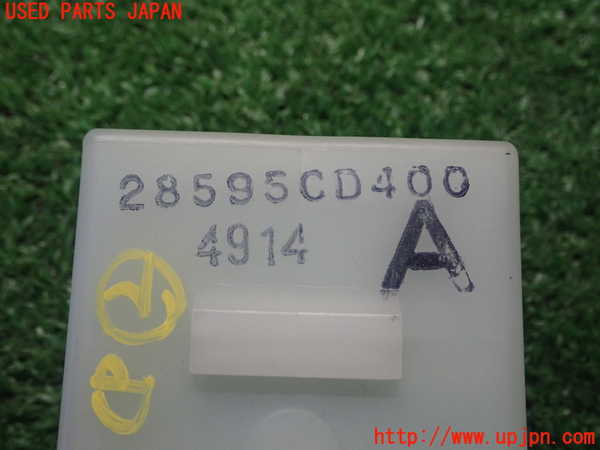 USED PARTS JAPAN
28595CD400
4914
A
http://www.upjpn.com